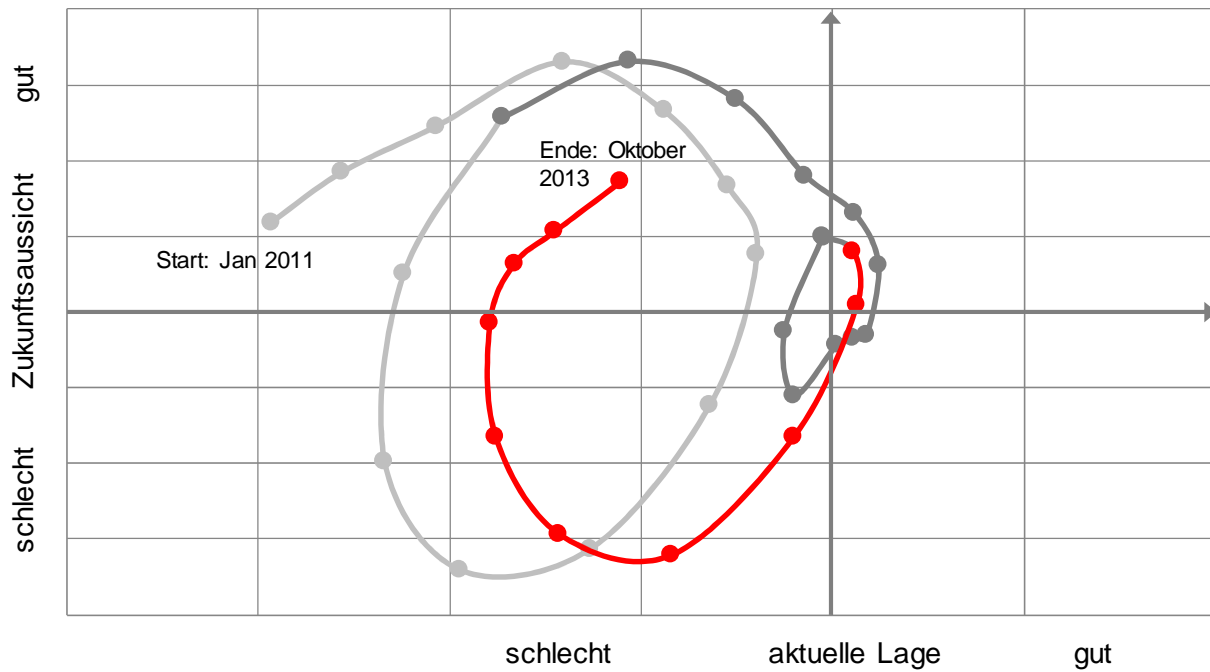 gut
Zukunftsaussicht
schlecht
Ende: Oktober
2013
Start: Jan 2011
schlecht
aktuelle Lage
gut